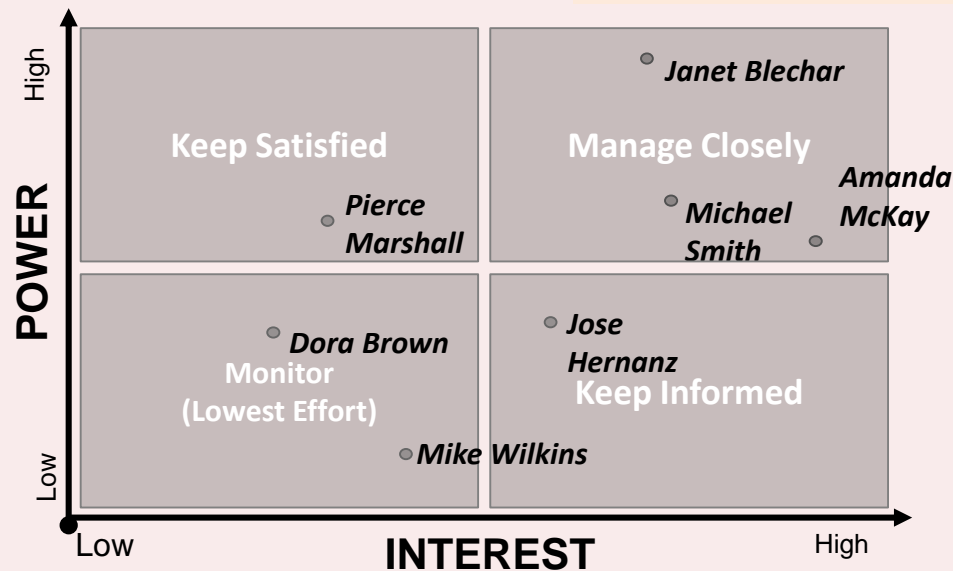 High
Janet Blechar
Keep Satisfied
Manage Closely
Amanda
McKay
Pierce
Marshall
Michael
Smith
POWER
Jose
Hernanz
Dora Brown
Monitor
(Lowest Effort)
Keep Informed
Mike Wilkins
Low
Low
INTEREST
High